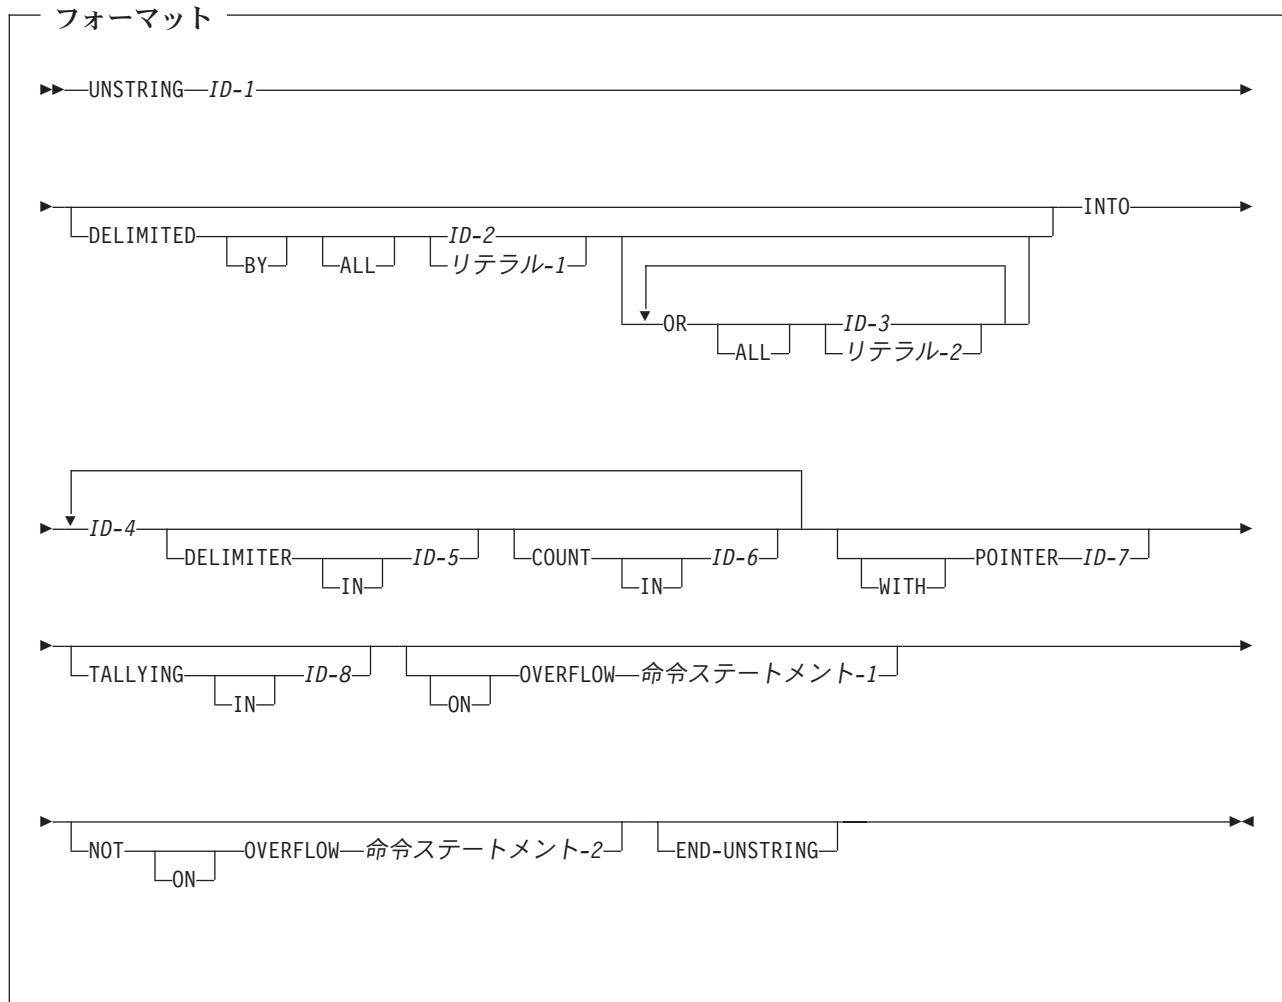 フォーマット
UNSTRING ID-1
INTO
DELIMITED ID-2
BY ALL リテラル-1
OR ID-3
ALL リテラル-2
ID-4
DELIMITER ID-5 COUNT ID-6 POINTER ID-7
IN IN WITH
TALLYING ID-8 OVERFLOW 命令ステートメント-1
IN ON
NOT OVERFLOW 命令ステートメント-2 END-UNSTRING
ON